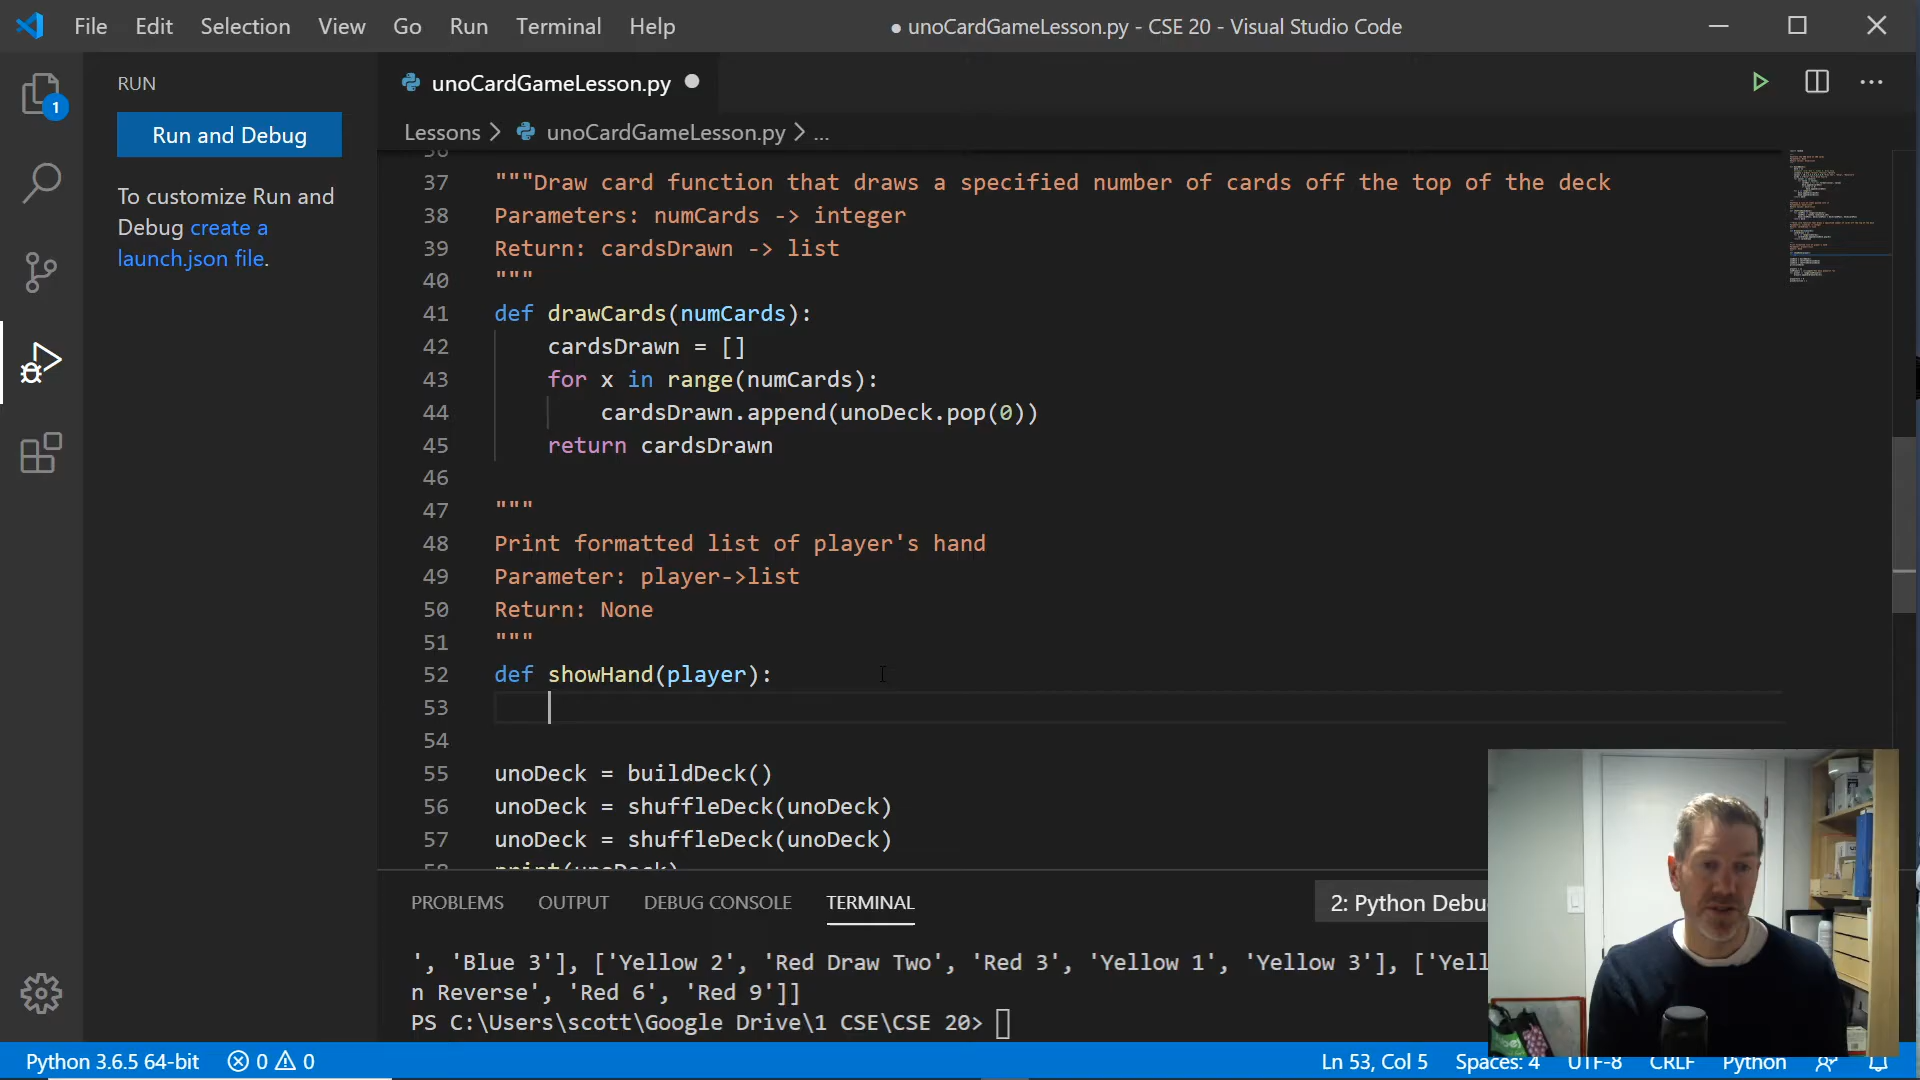 File Edit Selection View Go Run Terminal Help
● unoCardGameLesson.py - CSE 20 - Visual Studio Code
RUN
Run and Debug
To customize Run and
Debug create a
launch.json file.
1
unoCardGameLesson.py
Lessons > unoCardGameLesson.py > ...
36
37 """Draw card function that draws a specified number of cards off the top of the deck
38 Parameters: numCards -> integer
39 Return: cardsDrawn -> list
40 """
41 def drawCards(numCards):
42 cardsDrawn = []
43 for x in range(numCards):
44 cardsDrawn.append(unoDeck.pop(0))
45 return cardsDrawn
46
47 """
48 Print formatted list of player's hand
49 Parameter: player->list
50 Return: None
51 """
52 def showHand(player):
53
54
55 unoDeck = buildDeck()
56 unoDeck = shuffleDeck(unoDeck)
57 unoDeck = shuffleDeck(unoDeck)
58 print(unoDeck)
PROBLEMS OUTPUT DEBUG CONSOLE TERMINAL
2: Python Debu
', 'Blue 3'], ['Yellow 2', 'Red Draw Two', 'Red 3', 'Yellow 1', 'Yellow 3'], ['Yell
n Reverse', 'Red 6', 'Red 9']]
PS C:\Users\scott\Google Drive\1 CSE\CSE 20>
Python 3.6.5 64-bit 0 0
Ln 53, Col 5 Spaces: 4 UTF-8 CRLF Python